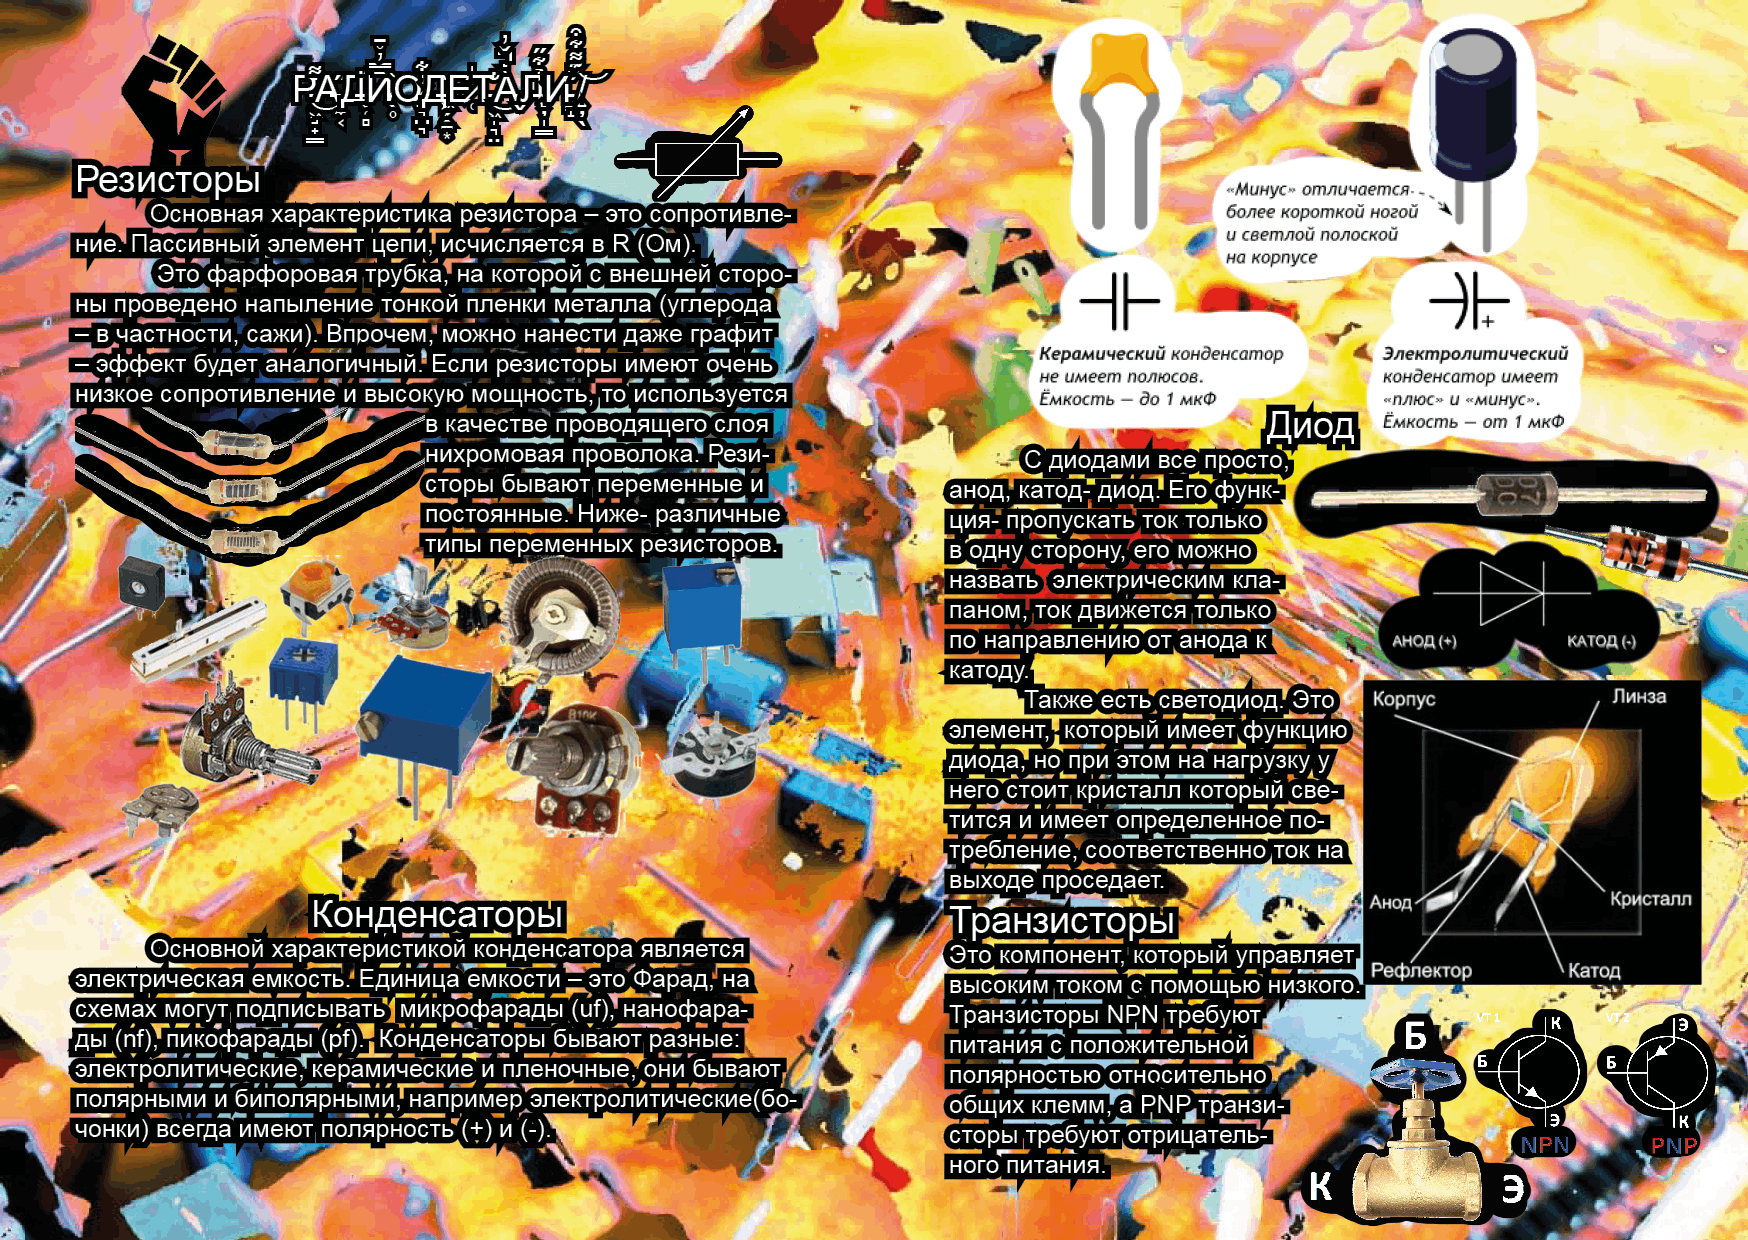 РАДИОДЕТАЛИ
Резисторы
Основная характеристика резистора – это сопротивле-
ние. Пассивный элемент цепи, исчисляется в R (Ом).
Это фарфоровая трубка, на которой с внешней сторо-
ны проведено напыление тонкой пленки металла (углерода
– в частности, сажи). Впрочем, можно нанести даже графит
– эффект будет аналогичный. Если резисторы имеют очень
низкое сопротивление и высокую мощность, то используется
в качестве проводящего слоя
нихромовая проволока. Рези-
сторы бывают переменные и
постоянные. Ниже- различные
типы переменных резисторов.
B10K
Конденсаторы
Основной характеристикой конденсатора является
электрическая емкость. Единица емкости – это Фарад, на
схемах могут подписывать микрофарады (uf), нанофара-
ды (nf), пикофарады (pf). Конденсаторы бывают разные:
электролитические, керамические и пленочные, они бывают
полярными и биполярными, например электролитические(бо-
чонки) всегда имеют полярность (+) и (-).
«Минус» отличается
более короткой ногой
и светлой полоской
на корпусе
+
Керамический конденсатор
не имеет полюсов.
Ёмкость – до 1 мкФ
Электролитический
конденсатор имеет
«плюс» и «минус».
Ёмкость – от 1 мкФ
Диод
С диодами все просто,
анод, катод- диод. Его функ-
ция- пропускать ток только
в одну сторону, его можно
назвать электрическим кла-
паном, ток движется только
по направлению от анода к
катоду.
Также есть светодиод. Это
элемент, который имеет функцию
диода, но при этом на нагрузку у
него стоит кристалл который све-
тится и имеет определенное по-
требление, соответственно ток на
выходе проседает.
АНОД (+)
КАТОД (-)
Корпус
Линза
Анод
Кристалл
Рефлектор
Катод
Транзисторы
Это компонент, который управляет
высоким током с помощью низкого.
Транзисторы NPN требуют
питания с положительной
полярностью относительно
общих клемм, а PNP транзи-
сторы требуют отрицатель-
ного питания.
Б
К
Э
VT1
К
Б
Э
NPN
VT2
Э
Б
К
PNP